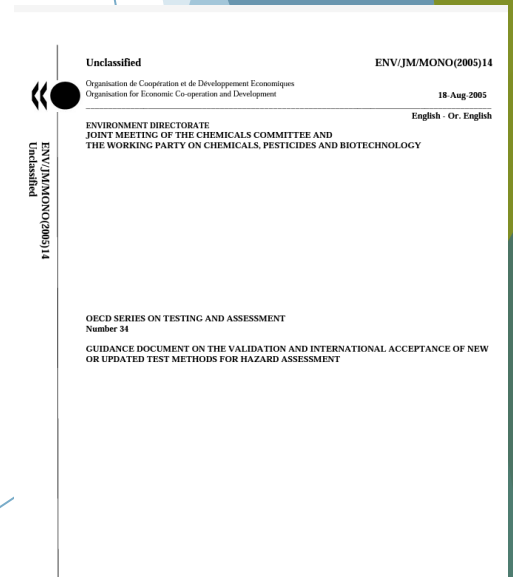 Unclassified ENV/JM/MONO(2005)14
Organisation de Coopération et de Développement Economiques
Organisation for Economic Co-operation and Development 18-Aug-2005
English - Or. English
ENVIRONMENT DIRECTORATE
JOINT MEETING OF THE CHEMICALS COMMITTEE AND
THE WORKING PARTY ON CHEMICALS, PESTICIDES AND BIOTECHNOLOGY
ENV/JM/MONO(2005)14
Unclassified
OECD SERIES ON TESTING AND ASSESSMENT
Number 34
GUIDANCE DOCUMENT ON THE VALIDATION AND INTERNATIONAL ACCEPTANCE OF NEW
OR UPDATED TEST METHODS FOR HAZARD ASSESSMENT